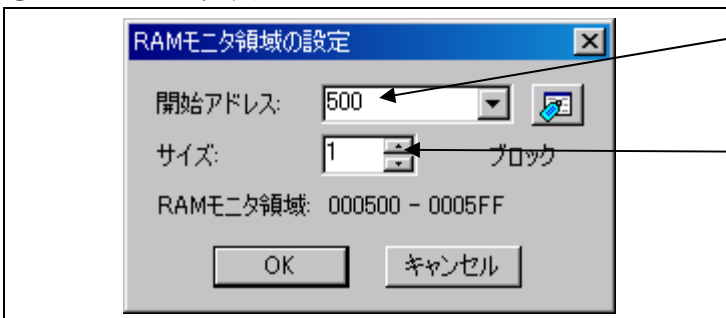 RAMモニタ領域の設定
開始アドレス: 500
サイズ: 1 ブロック
RAMモニタ領域: 000500 - 0005FF
OK キャンセル